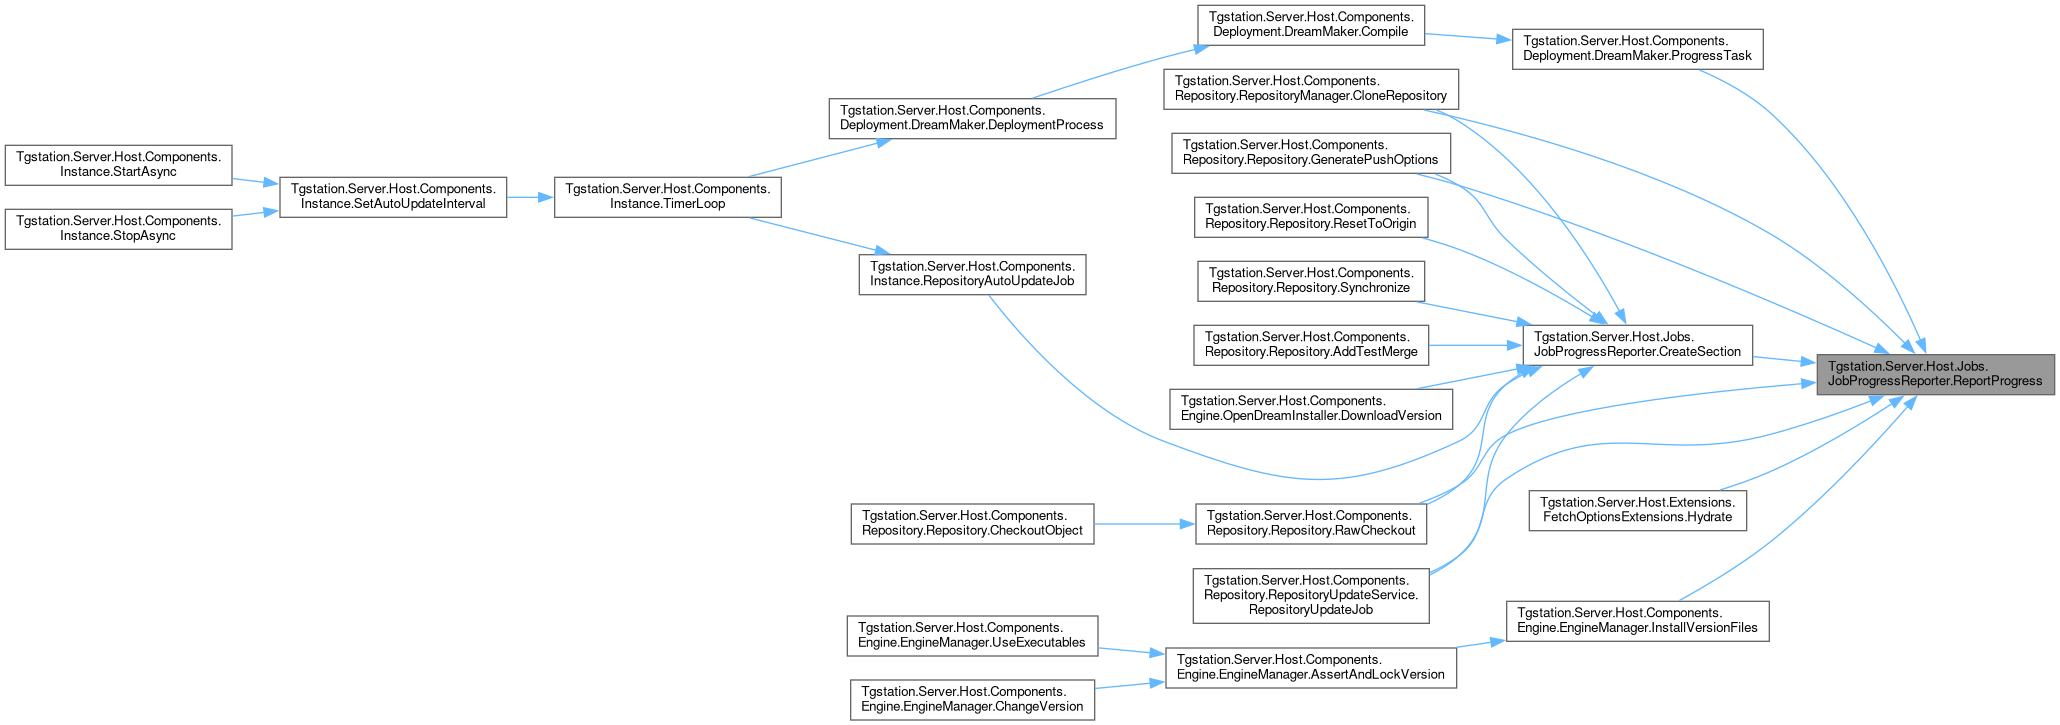 Tgstation.Server.Host.Components.
Deployment.DreamMaker.Compile
Tgstation.Server.Host.Components.
Deployment.DreamMaker.ProgressTask
Tgstation.Server.Host.Components.
Repository.RepositoryManager.CloneRepository
Tgstation.Server.Host.Components.
Deployment.DreamMaker.DeploymentProcess
Tgstation.Server.Host.Components.
Repository.Repository.GeneratePushOptions
Tgstation.Server.Host.Components.
Instance.StartAsync
Tgstation.Server.Host.Components.
Instance.SetAutoUpdateInterval
Tgstation.Server.Host.Components.
Instance.TimerLoop
Tgstation.Server.Host.Components.
Repository.Repository.ResetToOrigin
Tgstation.Server.Host.Components.
Instance.StopAsync
Tgstation.Server.Host.Components.
Instance.RepositoryAutoUpdateJob
Tgstation.Server.Host.Components.
Repository.Repository.Synchronize
Tgstation.Server.Host.Components.
Repository.Repository.AddTestMerge
Tgstation.Server.Host.Jobs.
JobProgressReporter.CreateSection
Tgstation.Server.Host.Jobs.
JobProgressReporter.ReportProgress
Tgstation.Server.Host.Components.
Engine.OpenDreamInstaller.DownloadVersion
Tgstation.Server.Host.Extensions.
FetchOptionsExtensions.Hydrate
Tgstation.Server.Host.Components.
Repository.Repository.CheckoutObject
Tgstation.Server.Host.Components.
Repository.Repository.RawCheckout
Tgstation.Server.Host.Components.
Repository.RepositoryUpdateService.
RepositoryUpdateJob
Tgstation.Server.Host.Components.
Engine.EngineManager.InstallVersionFiles
Tgstation.Server.Host.Components.
Engine.EngineManager.UseExecutables
Tgstation.Server.Host.Components.
Engine.EngineManager.AssertAndLockVersion
Tgstation.Server.Host.Components.
Engine.EngineManager.ChangeVersion